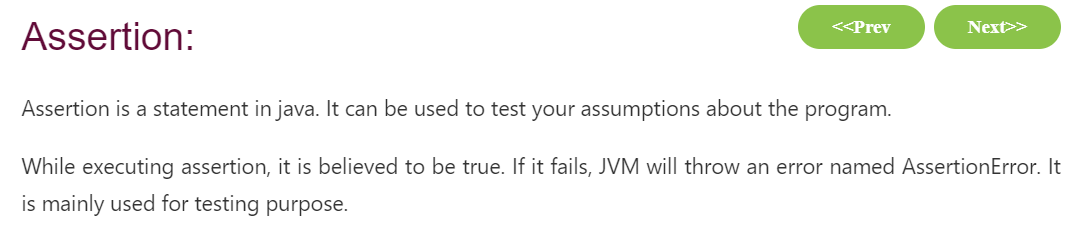 Assertion:
<<Prev
Next>>
Assertion is a statement in java. It can be used to test your assumptions about the program.
While executing assertion, it is believed to be true. If it fails, JVM will throw an error named AssertionError. It
is mainly used for testing purpose.